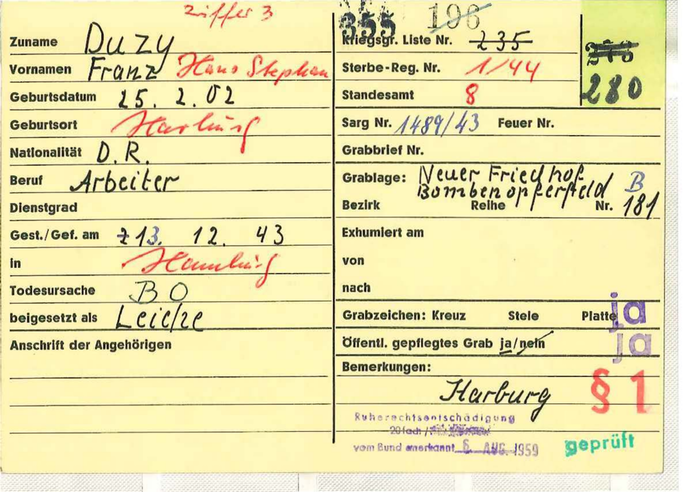 Ziffer 3
Zuname Duzy
Vornamen Franz Hans Stephan
Geburtsdatum 25. 2. 02
Geburtsort Harburg
Nationalität D.R.
Beruf Arbeiter
Dienstgrad
Gest./Gef. am 13. 12. 43
in Hamburg
Todesursache BO
beigesetzt als Leiche
Anschrift der Angehörigen
355 196
Kriegsgr. Liste Nr. 235
Sterbe-Reg. Nr. 1/44
Standesamt 8
280
Sarg Nr. 1489/43 Feuer Nr.
Grabbrief Nr.
Grablage: Neuer Friedhof
Bombenopferfeld B
Bezirk Reihe Nr. 181
Exhumiert am
von
nach
Grabzeichen: Kreuz Stele Platte ja
Öffentl. gepflegtes Grab ja/nein ja
Bemerkungen:
Harburg § 1
Ruherechtsentschädigung
20fach /
vom Bund anerkannt 6. AUG. 1959
geprüft